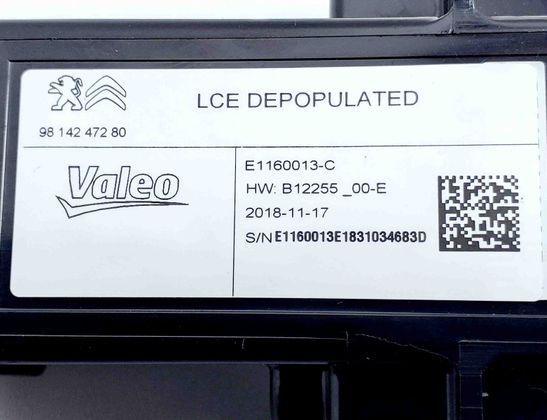 LCE DEPOPULATED
98 142 472 80
Valeo
E1160013-C
HW: B12255 _00-E
2018-11-17
S/N E1160013E1831034683D